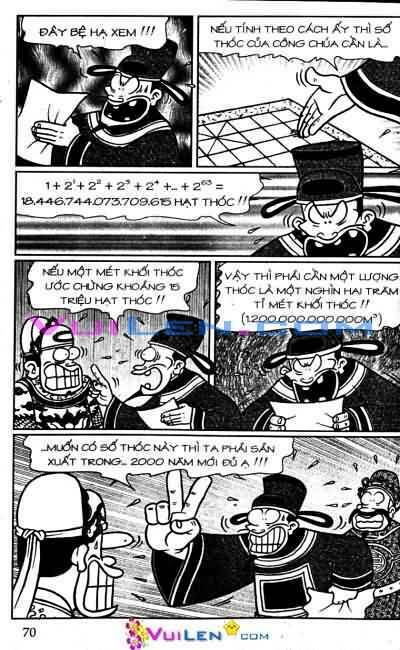 ĐÂY BỆ HẠ XEM !!!
NẾU TÍNH THEO CÁCH ẤY THÌ SỐ
THÓC CỦA CÔNG CHÚA CẦN LÀ...
1 + 2¹ + 2² + 2³ + 2⁴ +... + 2⁶³ =
18.446.744.073.709.615 HẠT THÓC !!
NẾU MỘT MÉT KHỐI THÓC
ƯỚC CHỪNG KHOẢNG 15
TRIỆU HẠT THÓC !!
VẬY THÌ PHẢI CẦN MỘT LƯỢNG
THÓC LÀ MỘT NGHÌN HAI TRĂM
TỈ MÉT KHỐI THÓC !!
(1.200.000.000.000M³)
VuiLen.com
...MUỐN CÓ SỐ THÓC NÀY THÌ TA PHẢI SẢN
XUẤT TRONG... 2000 NĂM MỚI ĐỦ Ạ !!!
70
VuiLen.com